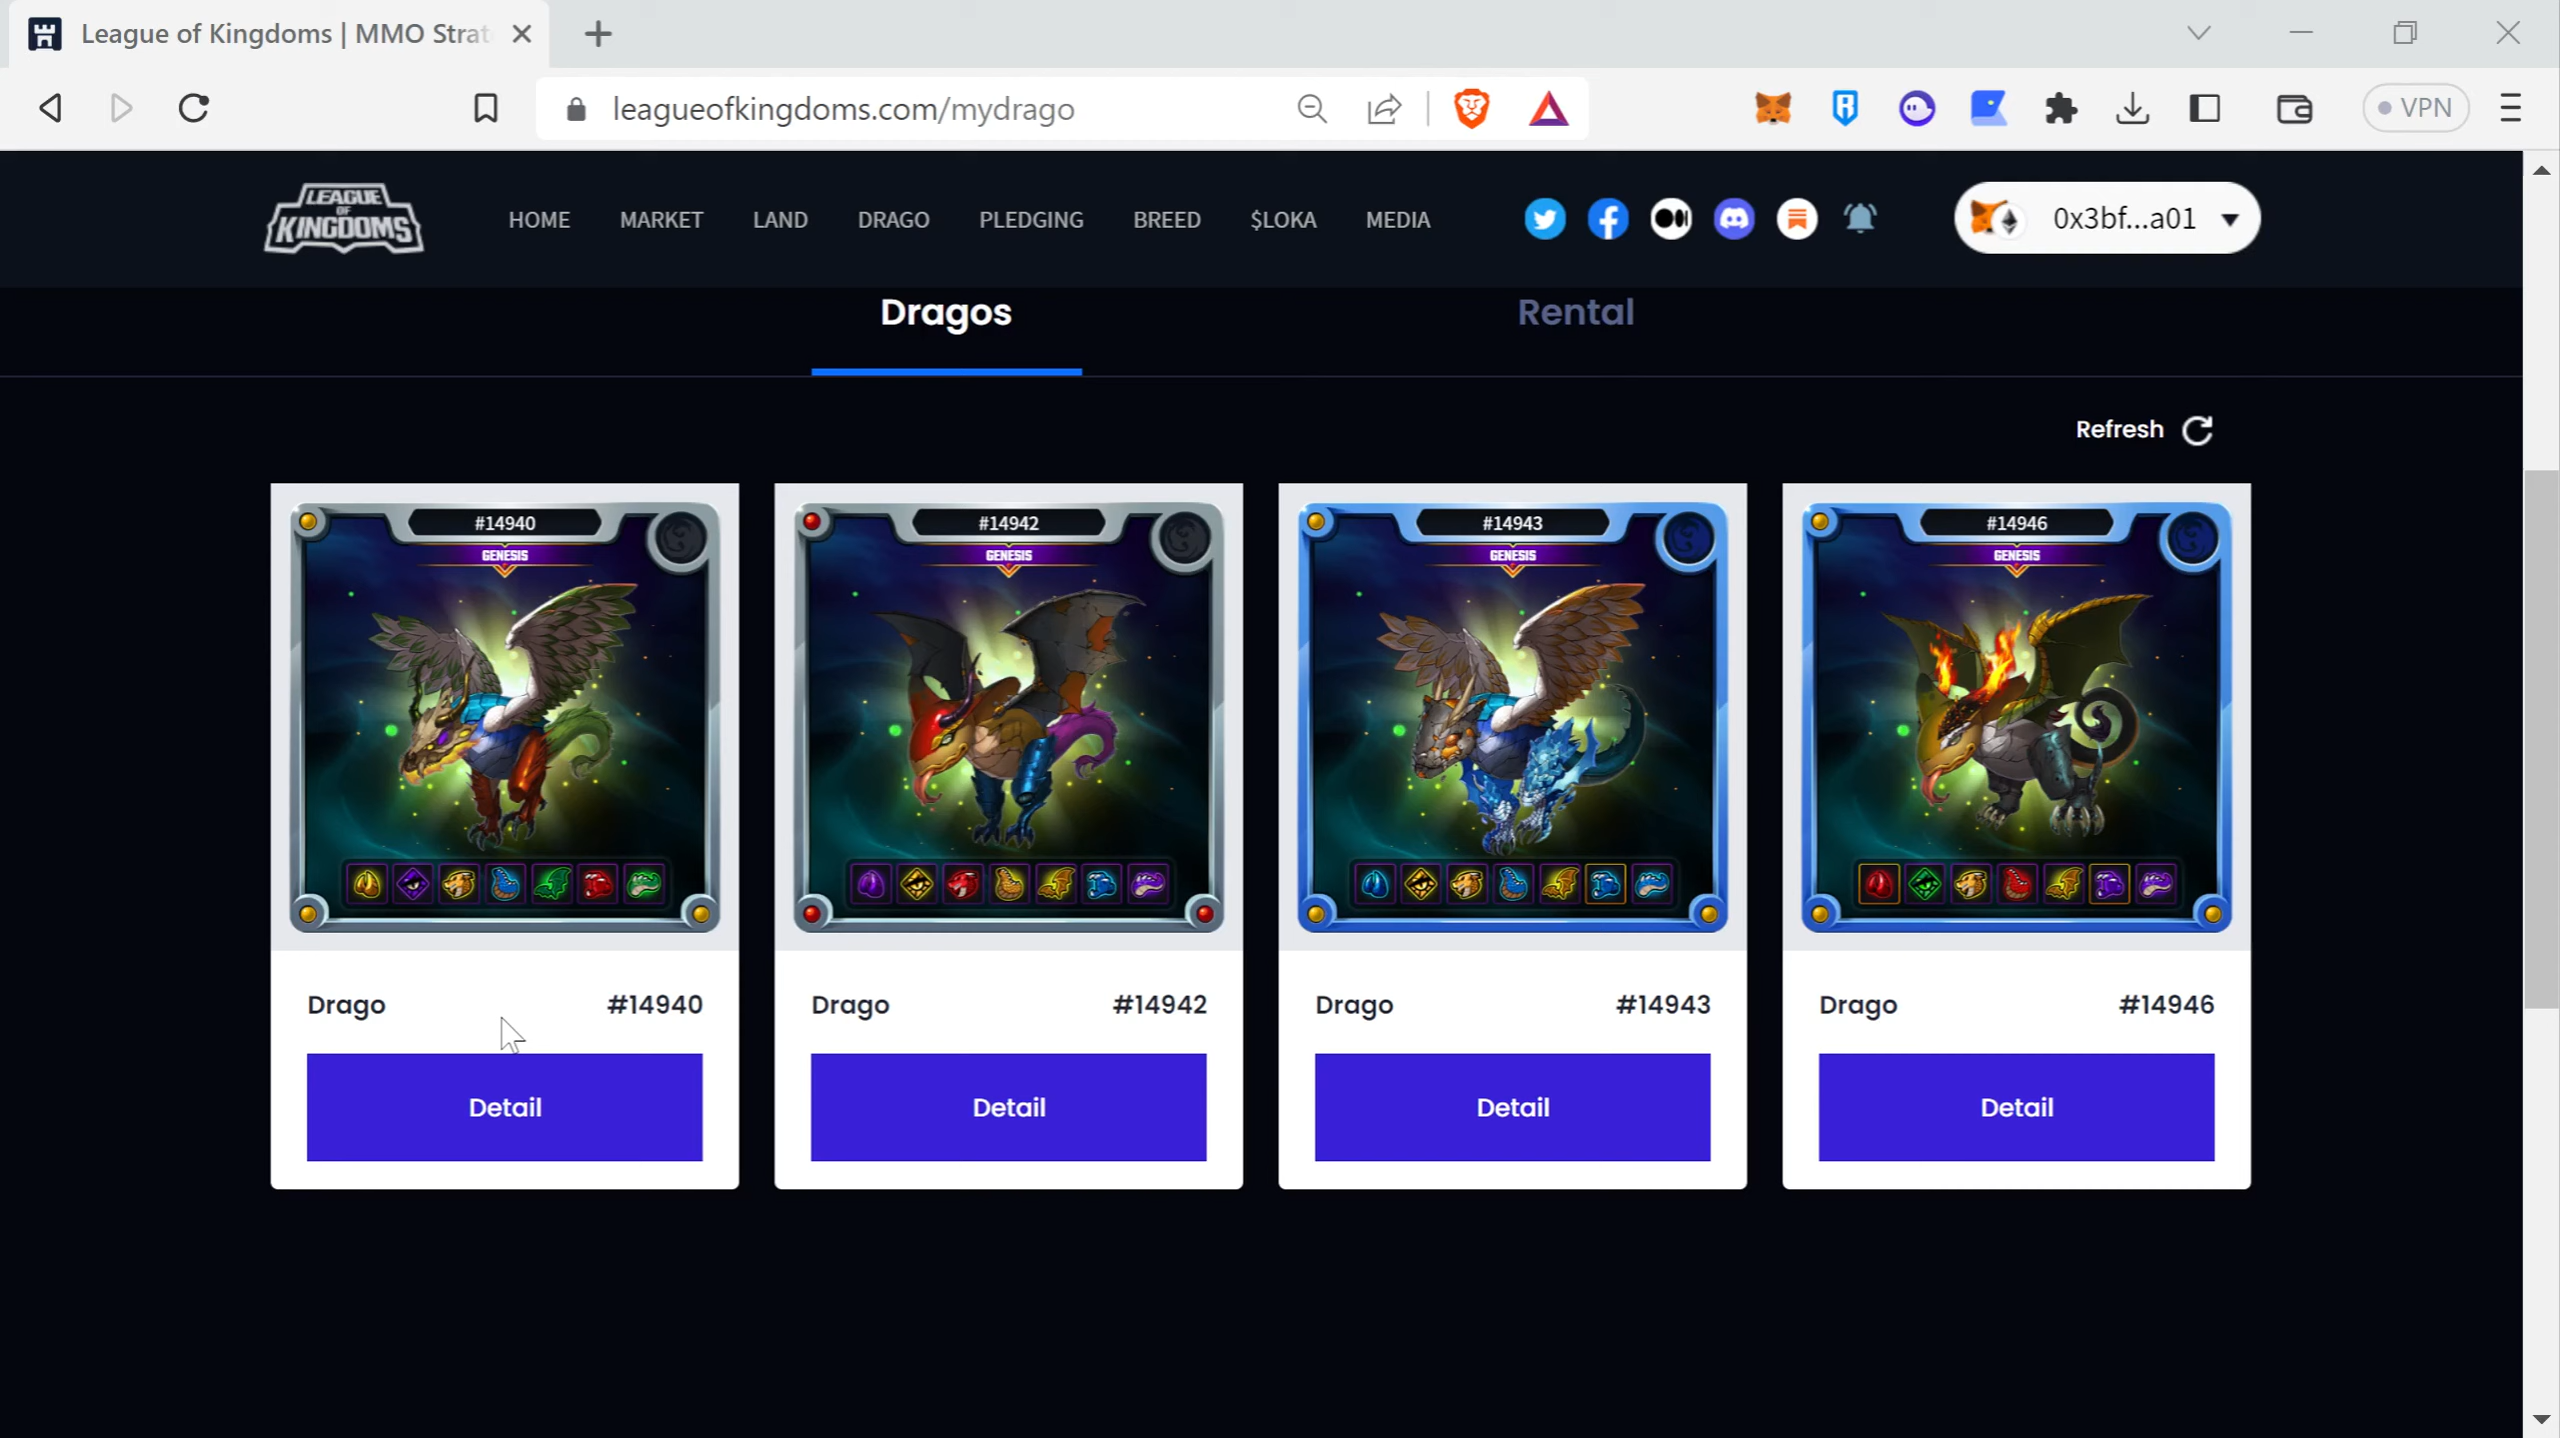 League of Kingdoms | MMO Strat
leagueofkingdoms.com/mydrago
VPN
LEAGUE OF KINGDOMS
HOME MARKET LAND DRAGO PLEDGING BREED $LOKA MEDIA
0x3bf...a01
Dragos Rental
Refresh
#14940 #14942 #14943 #14946
GENESIS GENESIS GENESIS GENESIS
Drago #14940 Drago #14942 Drago #14943 Drago #14946
Detail Detail Detail Detail